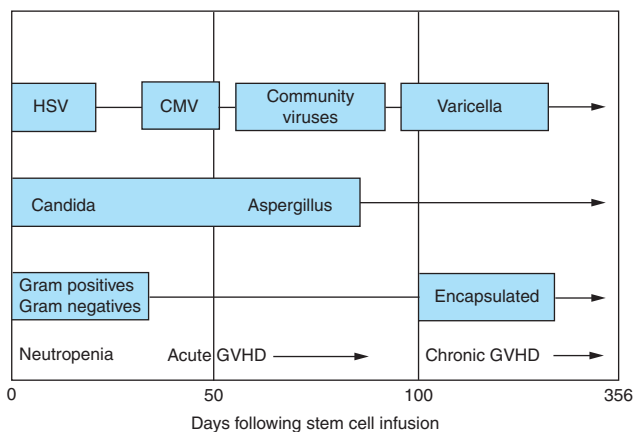 HSV
CMV
Community
viruses
Varicella
Candida
Aspergillus
Gram positives
Gram negatives
Encapsulated
Neutropenia
Acute GVHD
Chronic GVHD
0
50
100
356
Days following stem cell infusion